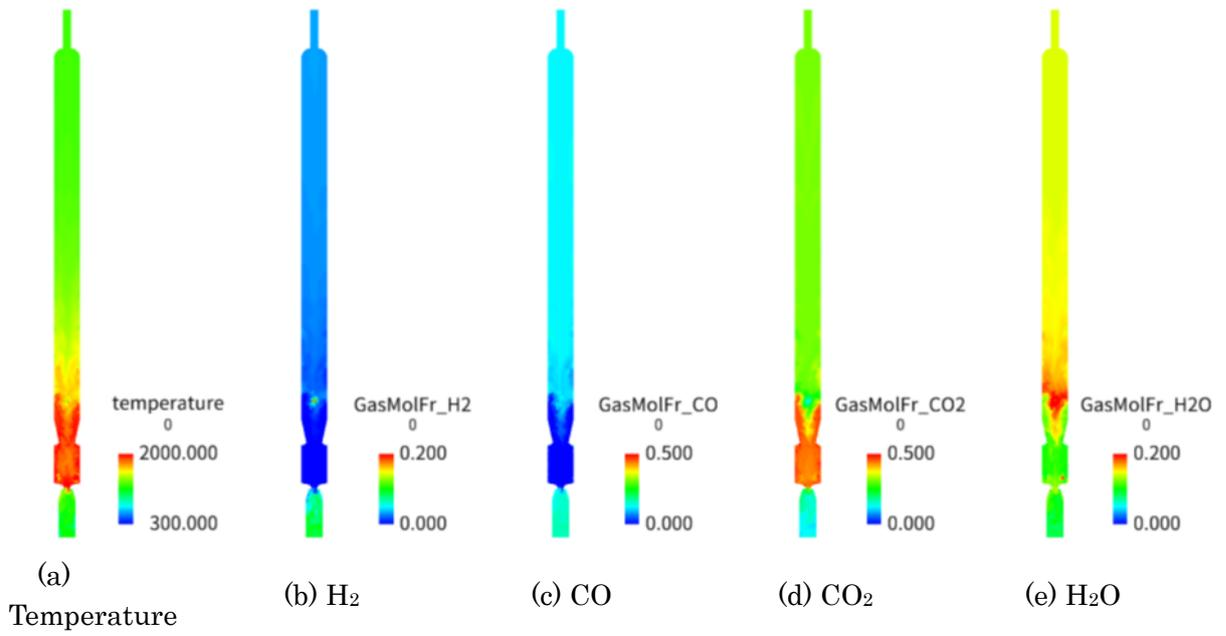 temperature
0
2000.000
300.000
GasMolFr_H2
0
0.200
0.000
GasMolFr_CO
0
0.500
0.000
GasMolFr_CO2
0
0.500
0.000
GasMolFr_H2O
0
0.200
0.000
(a)
Temperature
(b) H₂
(c) CO
(d) CO₂
(e) H₂O